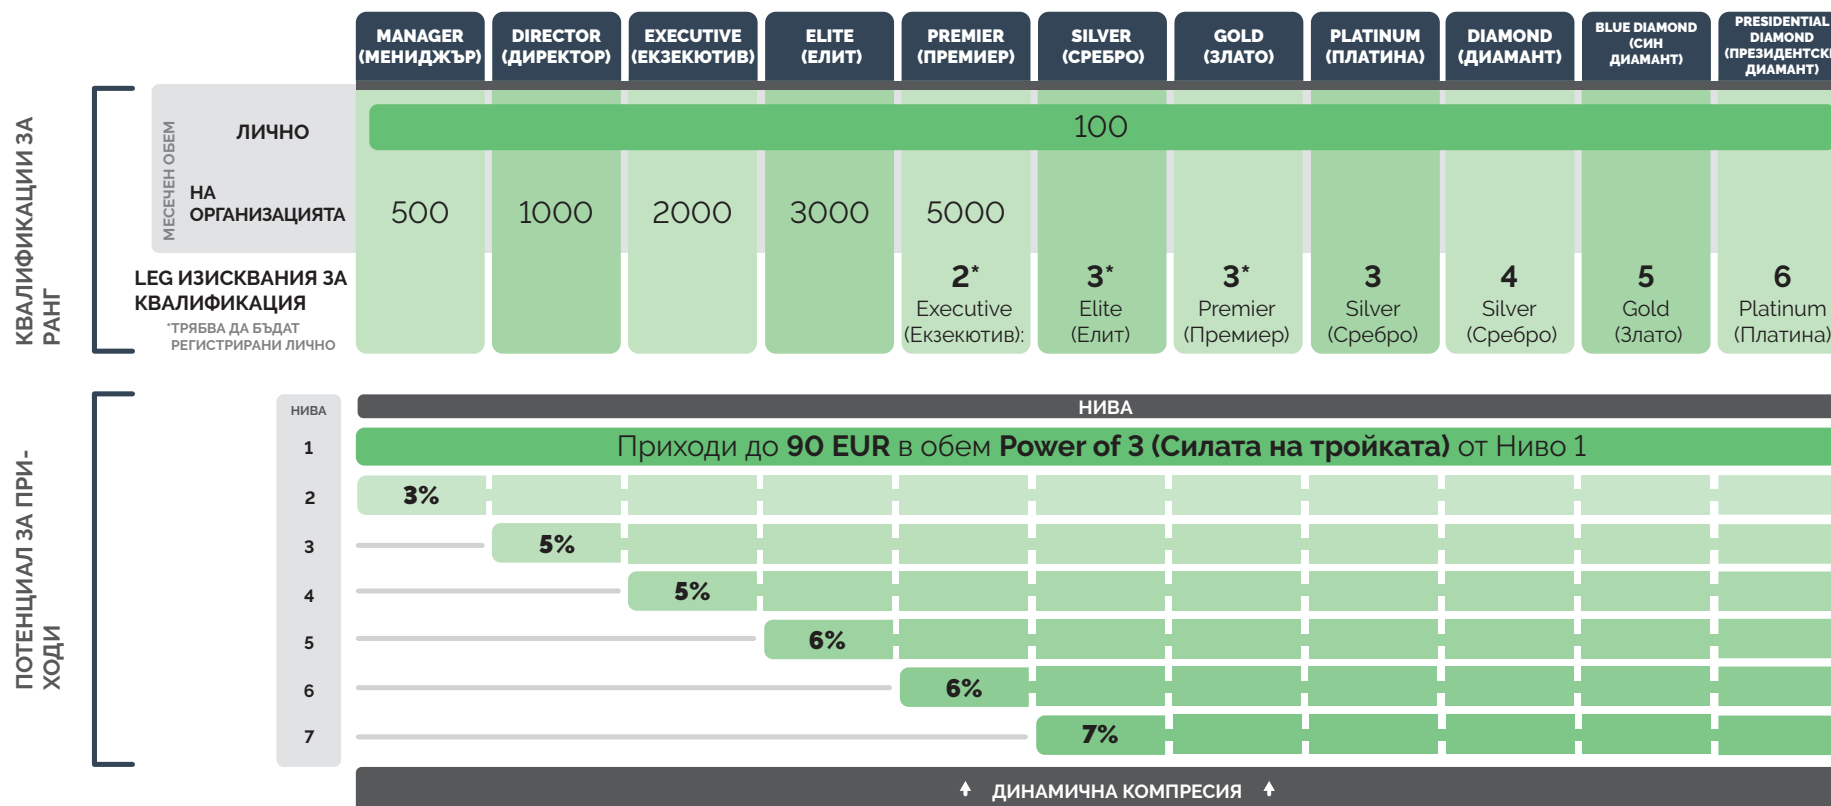 MANAGER
(МЕНИДЖЪР)
DIRECTOR
(ДИРЕКТОР)
EXECUTIVE
(ЕКЗЕКЮТИВ)
ELITE
(ЕЛИТ)
PREMIER
(ПРЕМИЕР)
SILVER
(СРЕБРО)
GOLD
(ЗЛАТО)
PLATINUM
(ПЛАТИНА)
DIAMOND
(ДИАМАНТ)
BLUE DIAMOND
(СИН
ДИАМАНТ)
PRESIDENTIAL
DIAMOND
(ПРЕЗИДЕНТСКИ
ДИАМАНТ)
КВАЛИФИКАЦИИ ЗА
РАНГ
МЕСЕЧЕН ОБЕМ
ЛИЧНО
100
НА
ОРГАНИЗАЦИЯТА
500
1000
2000
3000
5000
LEG ИЗИСКВАНИЯ ЗА
КВАЛИФИКАЦИЯ
*ТРЯБВА ДА БЪДАТ
РЕГИСТРИРАНИ ЛИЧНО
2*
Executive
(Екзекютив):
3*
Elite
(Елит)
3*
Premier
(Премиер)
3
Silver
(Сребро)
4
Silver
(Сребро)
5
Gold
(Злато)
6
Platinum
(Платина)
ПОТЕНЦИАЛ ЗА ПРИ-
ХОДИ
НИВА
НИВА
1
Приходи до 90 EUR в обем Power of 3 (Силата на тройката) от Ниво 1
2
3%
3
5%
4
5%
5
6%
6
6%
7
7%
ДИНАМИЧНА КОМПРЕСИЯ